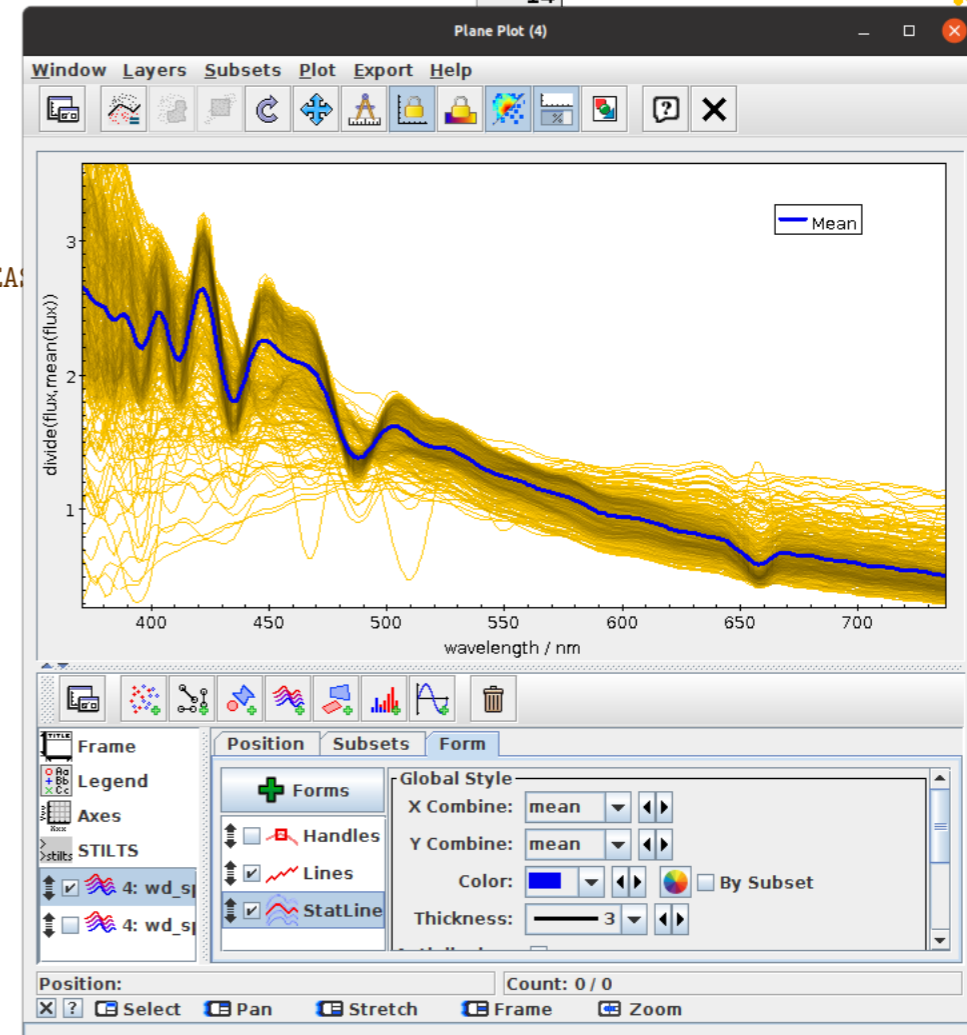 14
Plane Plot (4)
Window Layers Subsets Plot Export Help
3
2
1
divide(flux,mean(flux))
Mean
400 450 500 550 600 650 700
wavelength / nm
Frame
Legend
Axes
STILTS
4: wd_s
4: wd_s
Position Subsets Form
Forms
Handles
Lines
StatLine
Global Style
X Combine: mean
Y Combine: mean
Color: By Subset
Thickness: 3
Position:
Count: 0 / 0
Select Pan Stretch Frame Zoom